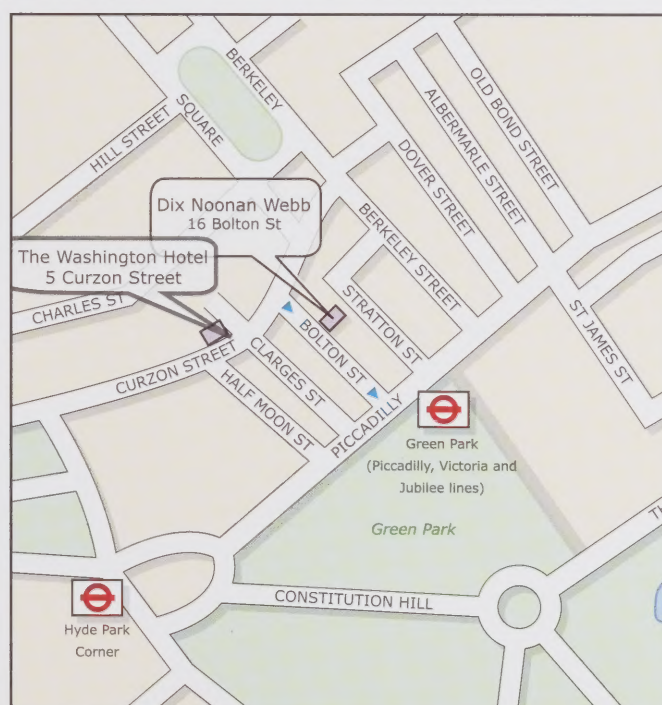 BERKELEY
SQUARE
HILL STREET
OLD BOND STREET
ALBERMARLE STREET
DOVER STREET
Dix Noonan Webb
16 Bolton St
BERKELEY STREET
The Washington Hotel
5 Curzon Street
CHARLES ST
STRATTON ST
BOLTON ST
ST JAMES ST
CURZON STREET
CLARGES ST
HALF MOON ST
PICCADILLY
Green Park
(Piccadilly, Victoria and
Jubilee lines)
Green Park
TH
CONSTITUTION HILL
Hyde Park
Corner